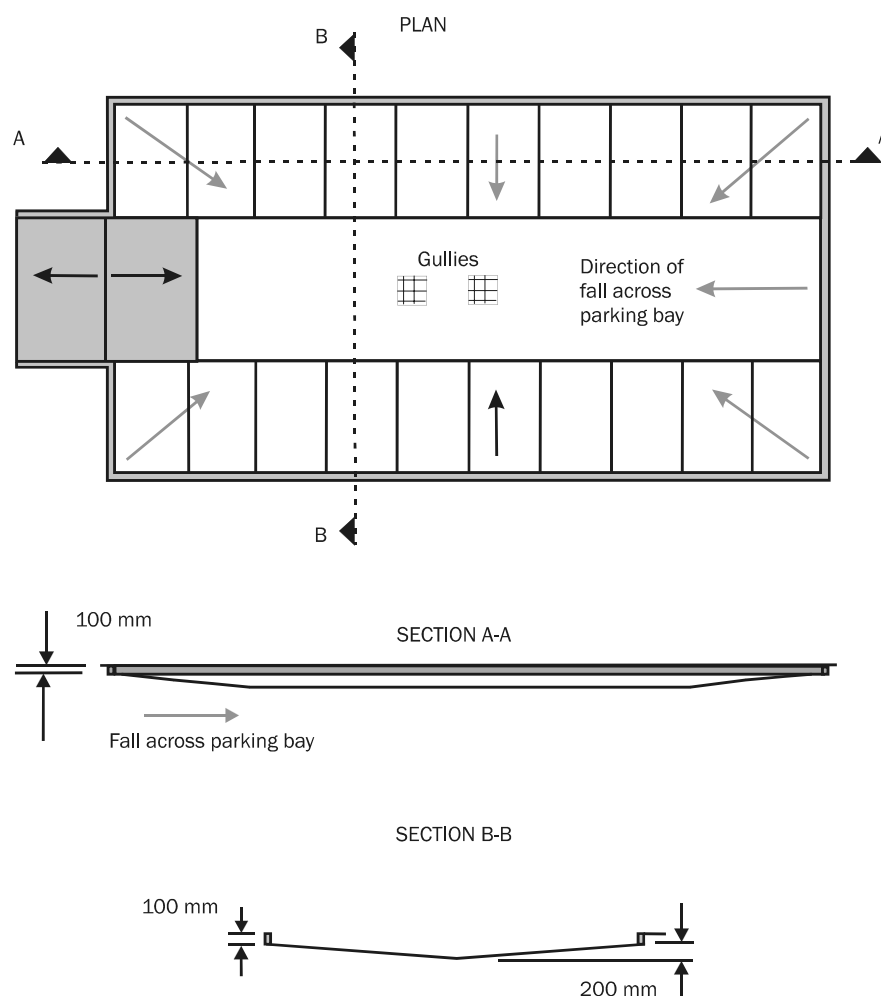 B
PLAN
A
A
Gullies
Direction of
fall across
parking bay
B
100 mm
SECTION A-A
Fall across parking bay
SECTION B-B
100 mm
200 mm